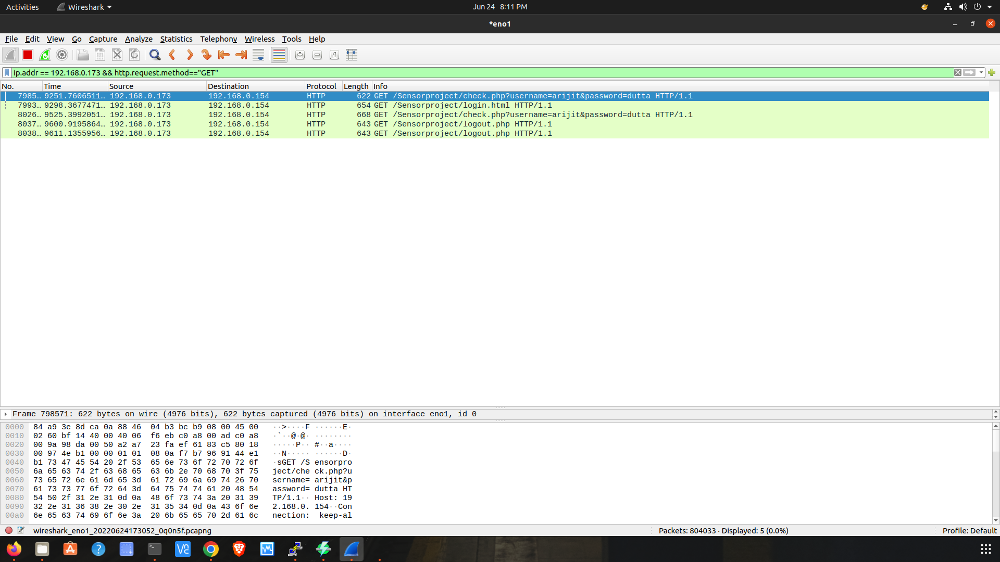 Activities Wireshark Jun 24 8:11 PM
*eno1
File Edit View Go Capture Analyze Statistics Telephony Wireless Tools Help
ip.addr == 192.168.0.173 && http.request.method=="GET"
No. Time Source Destination Protocol Length Info
7985… 9251.7606511… 192.168.0.173 192.168.0.154 HTTP 622 GET /Sensorproject/check.php?username=arijit&password=dutta HTTP/1.1
7993… 9298.3677471… 192.168.0.173 192.168.0.154 HTTP 654 GET /Sensorproject/login.html HTTP/1.1
8026… 9525.3992051… 192.168.0.173 192.168.0.154 HTTP 668 GET /Sensorproject/check.php?username=arijit&password=dutta HTTP/1.1
8037… 9600.9195864… 192.168.0.173 192.168.0.154 HTTP 643 GET /Sensorproject/logout.php HTTP/1.1
8038… 9611.1355956… 192.168.0.173 192.168.0.154 HTTP 643 GET /Sensorproject/logout.php HTTP/1.1
Frame 798571: 622 bytes on wire (4976 bits), 622 bytes captured (4976 bits) on interface eno1, id 0
0000 84 a9 3e 8d ca 0a 88 46 04 b3 bc b9 08 00 45 00 ··>····F ······E·
0010 02 60 bf 14 40 00 40 06 f6 eb c0 a8 00 ad c0 a8 ·`··@·@· ········
0020 00 9a 98 da 00 50 a2 a7 23 fa ef 61 83 c5 80 18 ·····P·· #··a····
0030 00 97 4e b1 00 00 01 01 08 0a f7 b7 96 91 44 e1 ··N····· ······D·
0040 b1 73 47 45 54 20 2f 53 65 6e 73 6f 72 70 72 6f ·sGET /S ensorpro
0050 6a 65 63 74 2f 63 68 65 63 6b 2e 70 68 70 3f 75 ject/che ck.php?u
0060 73 65 72 6e 61 6d 65 3d 61 72 69 6a 69 74 26 70 sername= arijit&p
0070 61 73 73 77 6f 72 64 3d 64 75 74 74 61 20 48 54 assword= dutta HT
0080 54 50 2f 31 2e 31 0d 0a 48 6f 73 74 3a 20 31 39 TP/1.1·· Host: 19
0090 32 2e 31 36 38 2e 30 2e 31 35 34 0d 0a 43 6f 6e 2.168.0. 154··Con
00a0 6e 65 63 74 69 6f 6e 3a 20 6b 65 65 70 2d 61 6c nection: keep-al
wireshark_eno1_20220624173052_0q0n5f.pcapng Packets: 804033 · Displayed: 5 (0.0%) Profile: Default